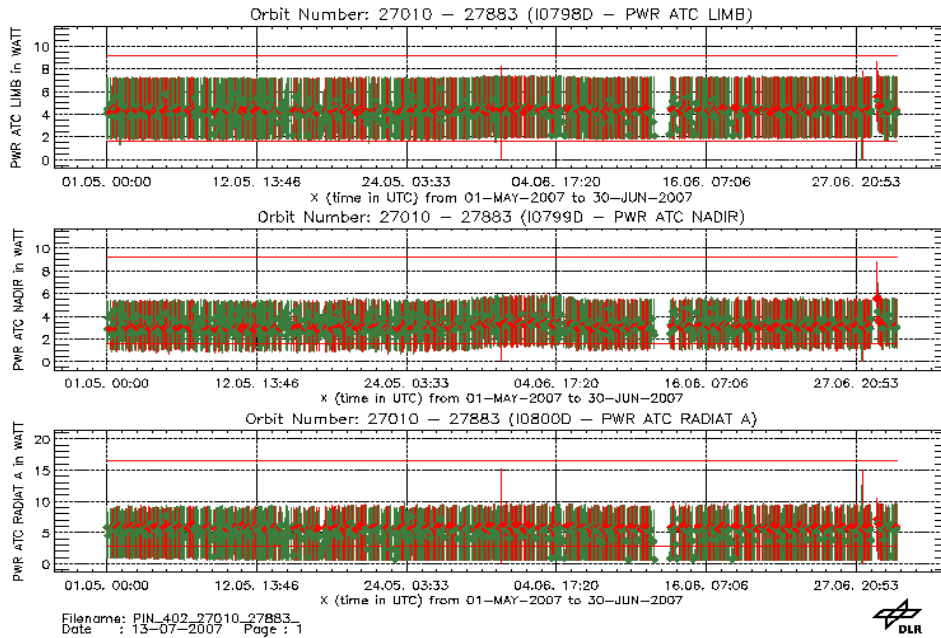 Orbit Number: 27010 – 27883 (I0798D – PWR ATC LIMB)
PWR ATC LIMB in WATT
10
8
6
4
2
0
01.05. 00:00 12.05. 13:46 24.05. 03:33 04.06. 17:20 16.06. 07:06 27.06. 20:53
X (time in UTC) from 01–MAY–2007 to 30–JUN–2007
Orbit Number: 27010 – 27883 (I0799D – PWR ATC NADIR)
PWR ATC NADIR in WATT
10
8
6
4
2
0
01.05. 00:00 12.05. 13:46 24.05. 03:33 04.06. 17:20 16.06. 07:06 27.06. 20:53
X (time in UTC) from 01–MAY–2007 to 30–JUN–2007
Orbit Number: 27010 – 27883 (I0800D – PWR ATC RADIAT A)
PWR ATC RADIAT A in WATT
20
15
10
5
0
01.05. 00:00 12.05. 13:46 24.05. 03:33 04.06. 17:20 16.06. 07:06 27.06. 20:53
X (time in UTC) from 01–MAY–2007 to 30–JUN–2007
Filename: PIN_402_27010_27883_
Date : 13–07–2007 Page : 1
DLR